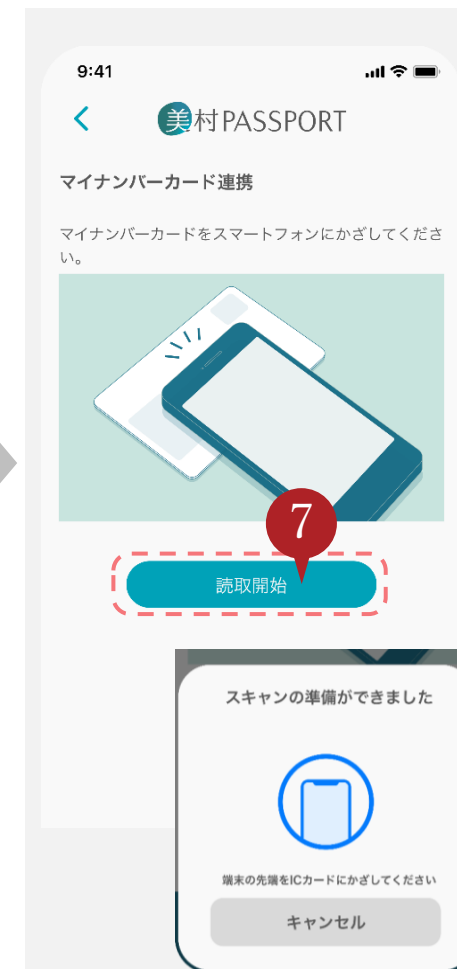 9:41
美村PASSPORT
マイナンバーカード連携
マイナンバーカードをスマートフォンにかざしてくださ
い。
7
読取開始
スキャンの準備ができました
端末の先端をICカードにかざしてください
キャンセル